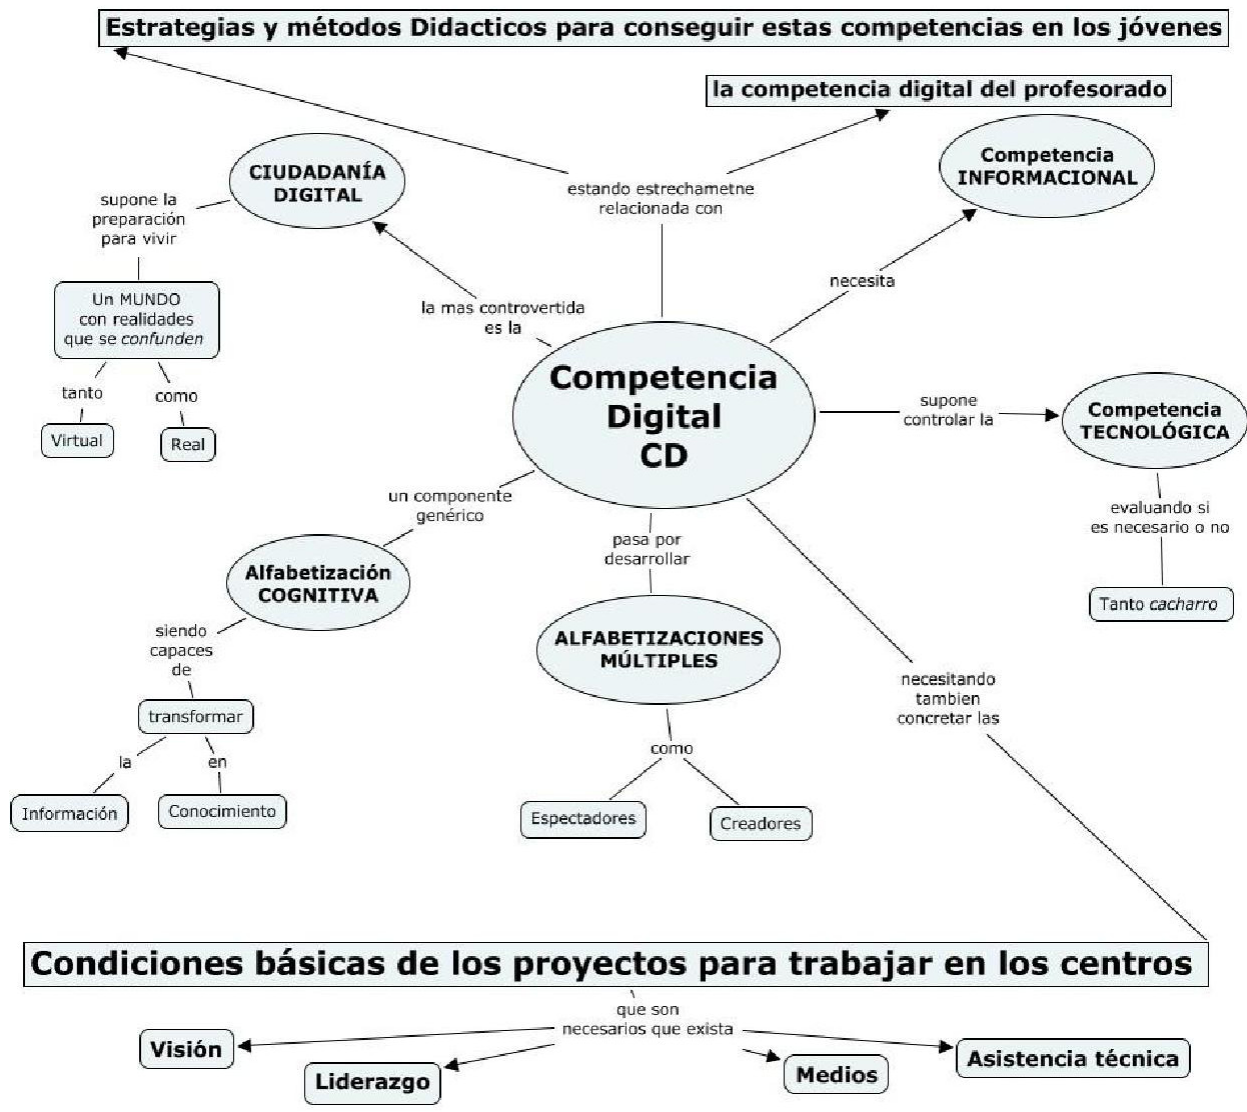 Estrategias y métodos Didacticos para conseguir estas competencias en los jóvenes
la competencia digital del profesorado
CIUDADANÍA
DIGITAL
supone la
preparación
para vivir
Un MUNDO
con realidades
que se confunden
tanto
como
Virtual
Real
estando estrechametne
relacionada con
Competencia
INFORMACIONAL
necesita
la mas controvertida
es la
Competencia
Digital
CD
supone
controlar la
Competencia
TECNOLÓGICA
evaluando si
es necesario o no
Tanto cacharro
un componente
genérico
Alfabetización
COGNITIVA
siendo
capaces
de
transformar
la
en
Información
Conocimiento
pasa por
desarrollar
ALFABETIZACIONES
MÚLTIPLES
como
Espectadores
Creadores
necesitando
tambien
concretar las
Condiciones básicas de los proyectos para trabajar en los centros
que son
necesarios que exista
Visión
Liderazgo
Medios
Asistencia técnica